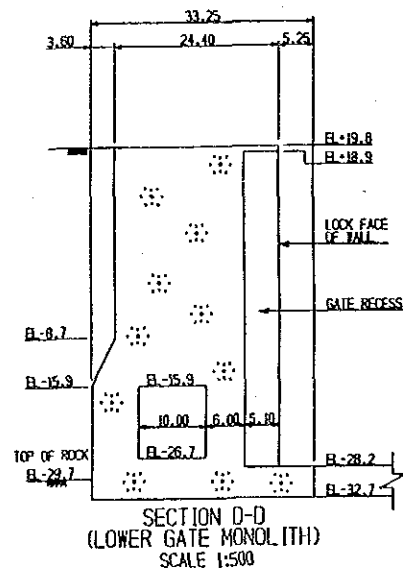 33.25
3.60 24.40 5.25
EL+19.8
EL+18.9
LOCK FACE
OF WALL
GATE RECESS
EL-8.7
EL-15.9 EL-15.9
10.00 6.00 5.10
TOP OF ROCK EL-26.7
EL-28.2
EL-29.7
EL-32.7
SECTION D-D
(LOWER GATE MONOLITH)
SCALE 1:500